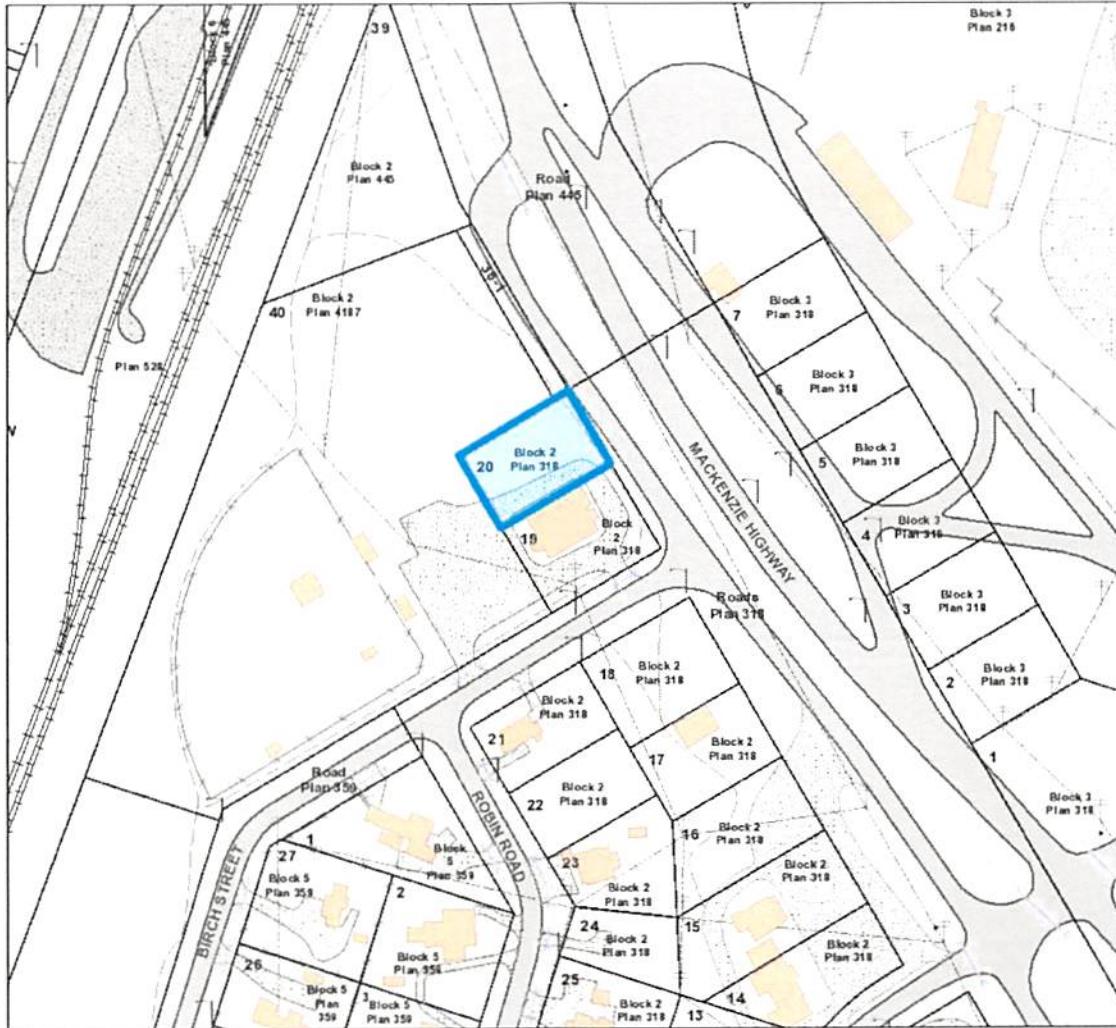 Block 3
Plan 216
39
Block 2
Plan 445
Road
Plan 445
38-1
Block 2
Plan 4187
40
7
Block 3
Plan 318
Plan 528
6
Block 3
Plan 318
20
Block 2
Plan 318
5
Block 3
Plan 318
MACKENZIE HIGHWAY
19
Block
2
Plan 318
4
Block 3
Plan 318
Roads
Plan 318
3
Block 3
Plan 318
18
Block 2
Plan 318
2
Block 3
Plan 318
21
Block 2
Plan 318
17
Block 2
Plan 318
1
Block 3
Plan 318
Road
Plan 359
22
Block 2
Plan 318
ROBIN ROAD
16
Block 2
Plan 318
1
Block
5
Plan 359
27
Block 5
Plan 359
2
Block 5
Plan 359
23
Block 2
Plan 318
Block 2
Plan 318
BIRCH STREET
24
Block 2
Plan 318
15
Block 2
Plan 318
26
Block 5
Plan
359
3
Block 5
Plan 359
25
Block 2
Plan 318
13
14